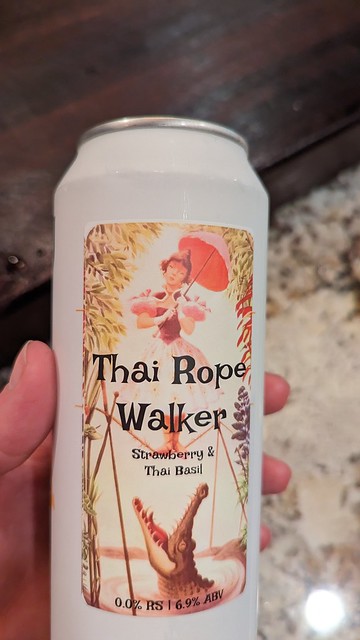 Thai Rope
Walker
Strawberry &
Thai Basil
0.0% RS | 6.9% ABV